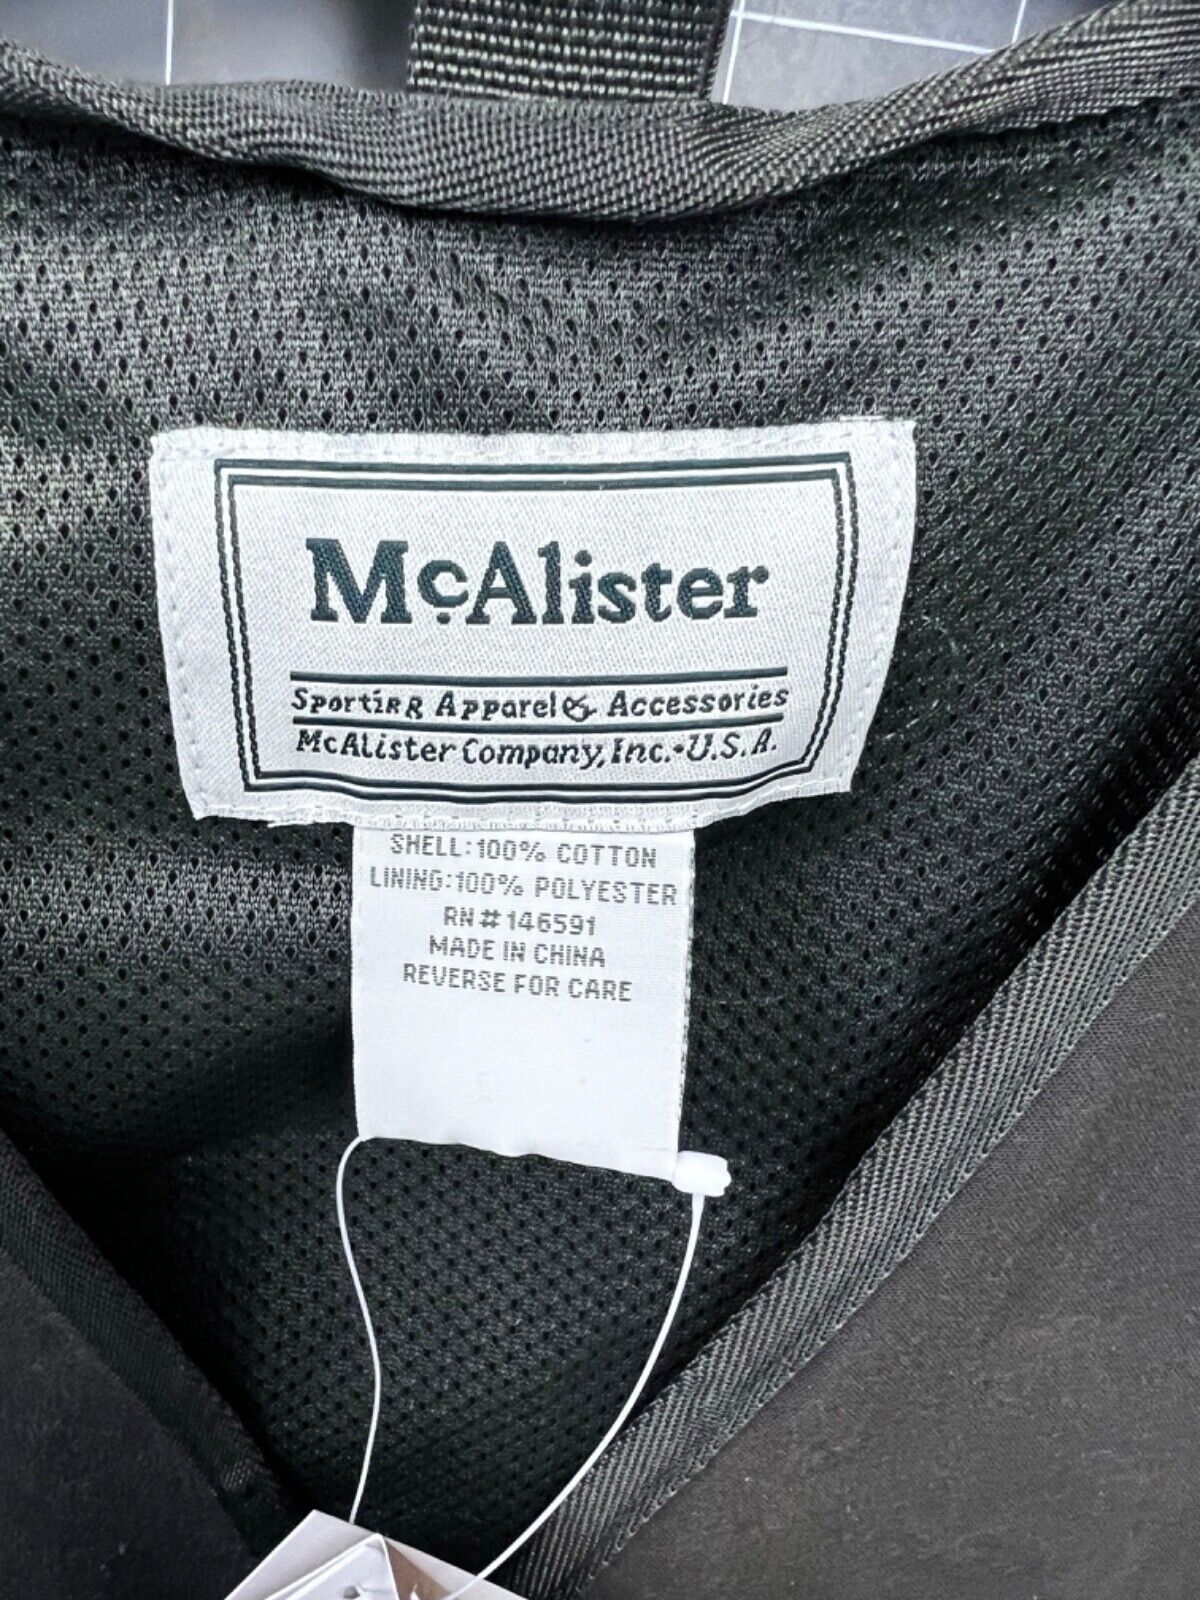 McAlister
Sporting Apparel & Accessories
McAlister Company, Inc.•U.S.A.
SHELL:100% COTTON
LINING:100% POLYESTER
RN#146591
MADE IN CHINA
REVERSE FOR CARE